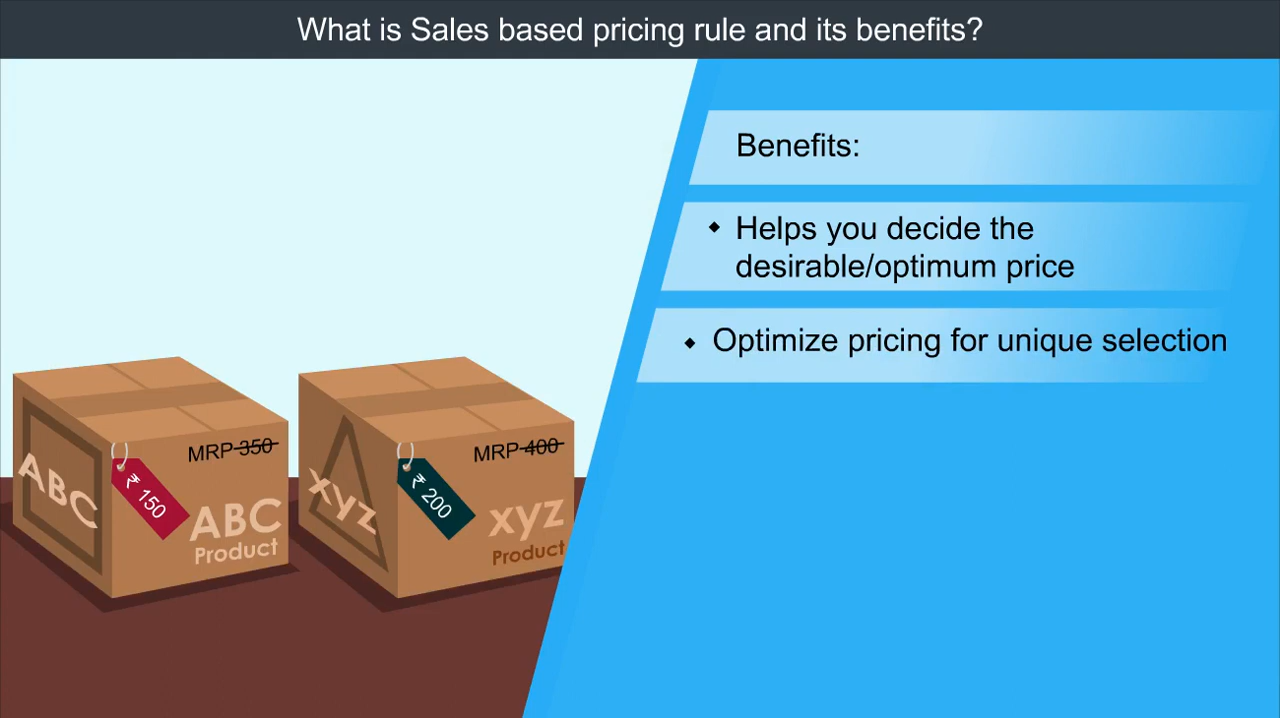 What is Sales based pricing rule and its benefits?
Benefits:
◆ Helps you decide the
desirable/optimum price
◆ Optimize pricing for unique selection
ABC
MRP 350
₹ 150
ABC
Product
xyz
MRP 400
₹ 200
xyz
Product